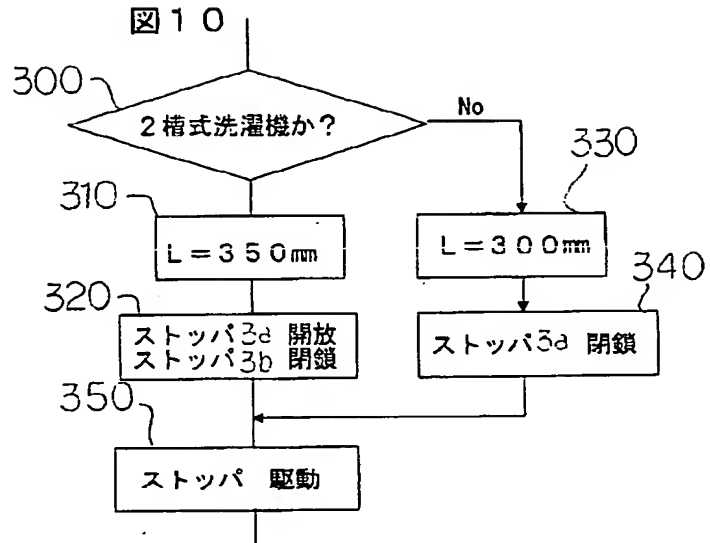 図10
300
2槽式洗濯機か?
No
310
L=350㎜
330
L=300㎜
320
ストッパ3a 開放
ストッパ3b 閉鎖
340
ストッパ3a 閉鎖
350
ストッパ 駆動